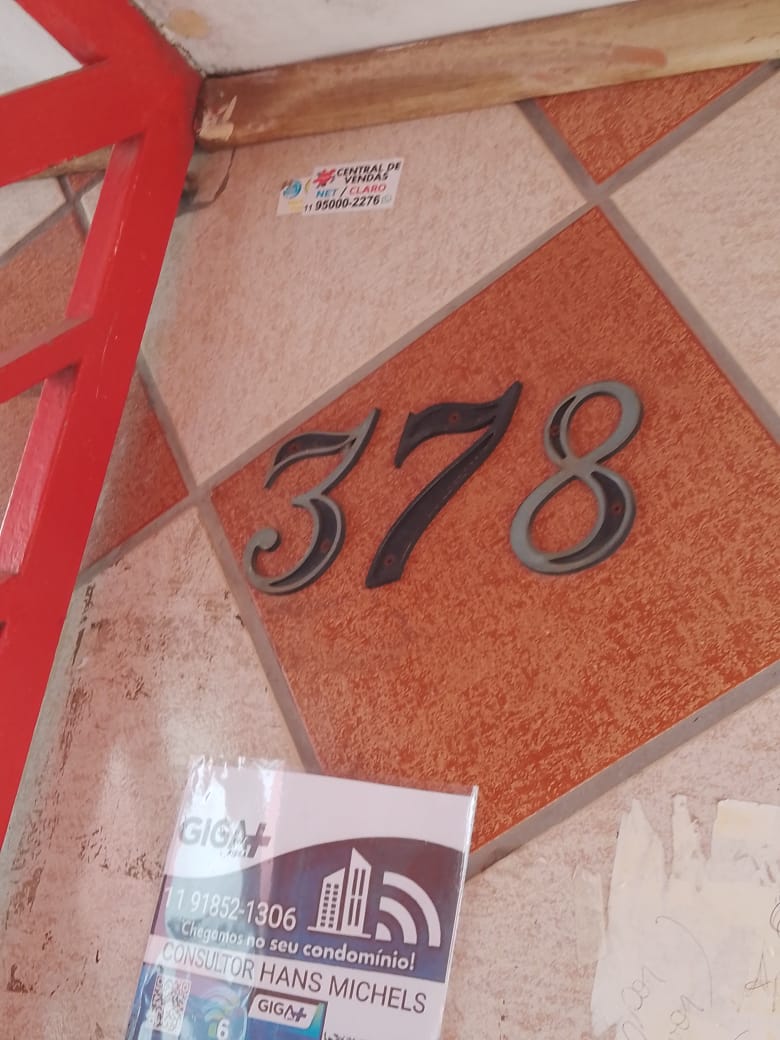 CENTRAL DE
VENDAS
NET / CLARO
11 95000-2276
378
GIGA+
11 91852-1306
Chegamos no seu condomínio!
CONSULTOR HANS MICHELS
GIGA+
6